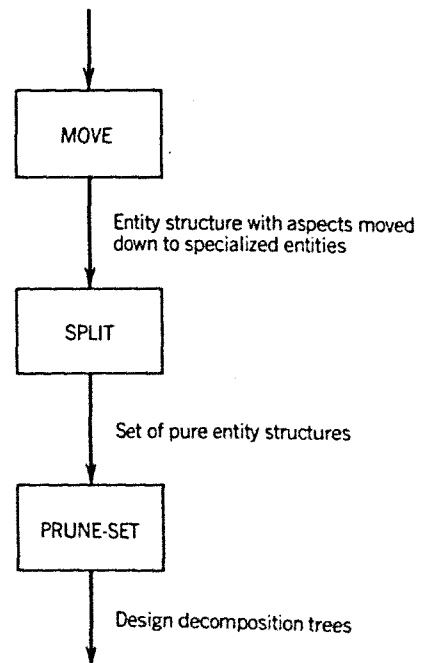 MOVE
Entity structure with aspects moved
down to specialized entities
SPLIT
Set of pure entity structures
PRUNE-SET
Design decomposition trees